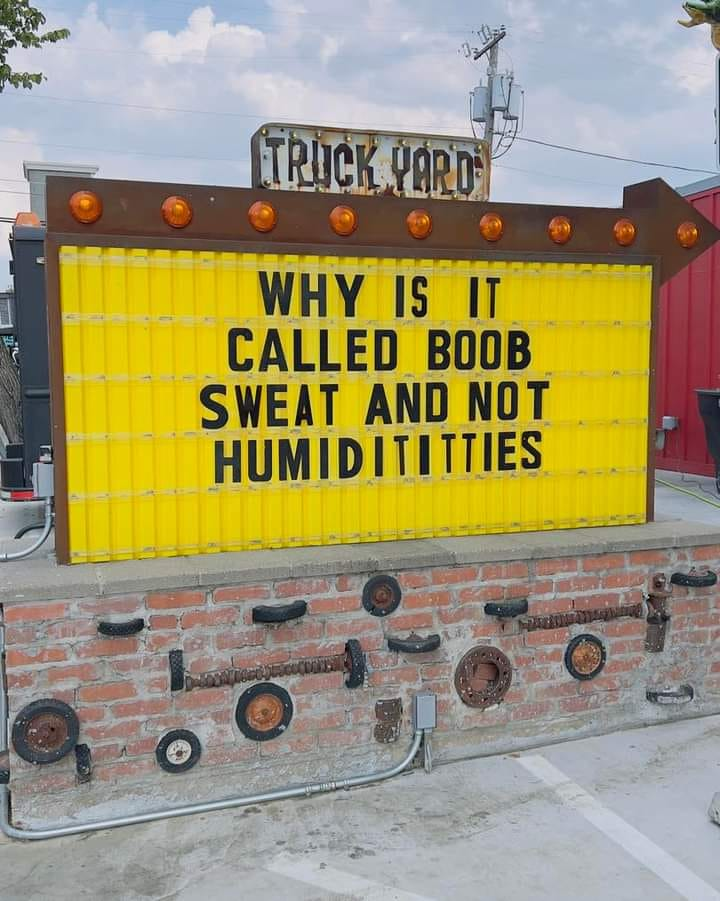 TRUCK YARD
WHY IS IT
CALLED BOOB
SWEAT AND NOT
HUMIDITITTIES